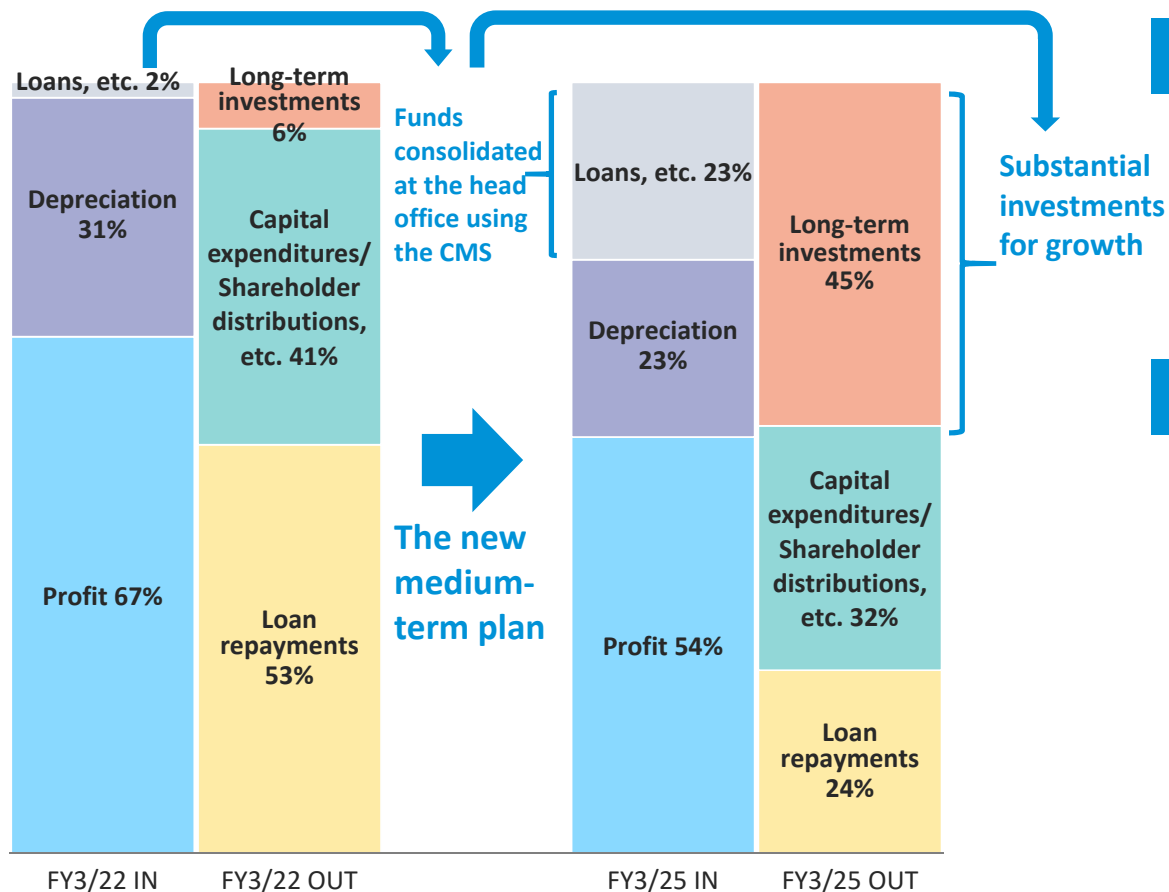 Loans, etc. 2%
Depreciation
31%
Profit 67%
Long-term
investments
6%
Capital
expenditures/
Shareholder
distributions,
etc. 41%
Loan
repayments
53%
Funds
consolidated
at the head
office using
the CMS
The new
medium-
term plan
Loans, etc. 23%
Depreciation
23%
Profit 54%
Long-term
investments
45%
Capital
expenditures/
Shareholder
distributions,
etc. 32%
Loan
repayments
24%
Substantial
investments
for growth
FY3/22 IN
FY3/22 OUT
FY3/25 IN
FY3/25 OUT